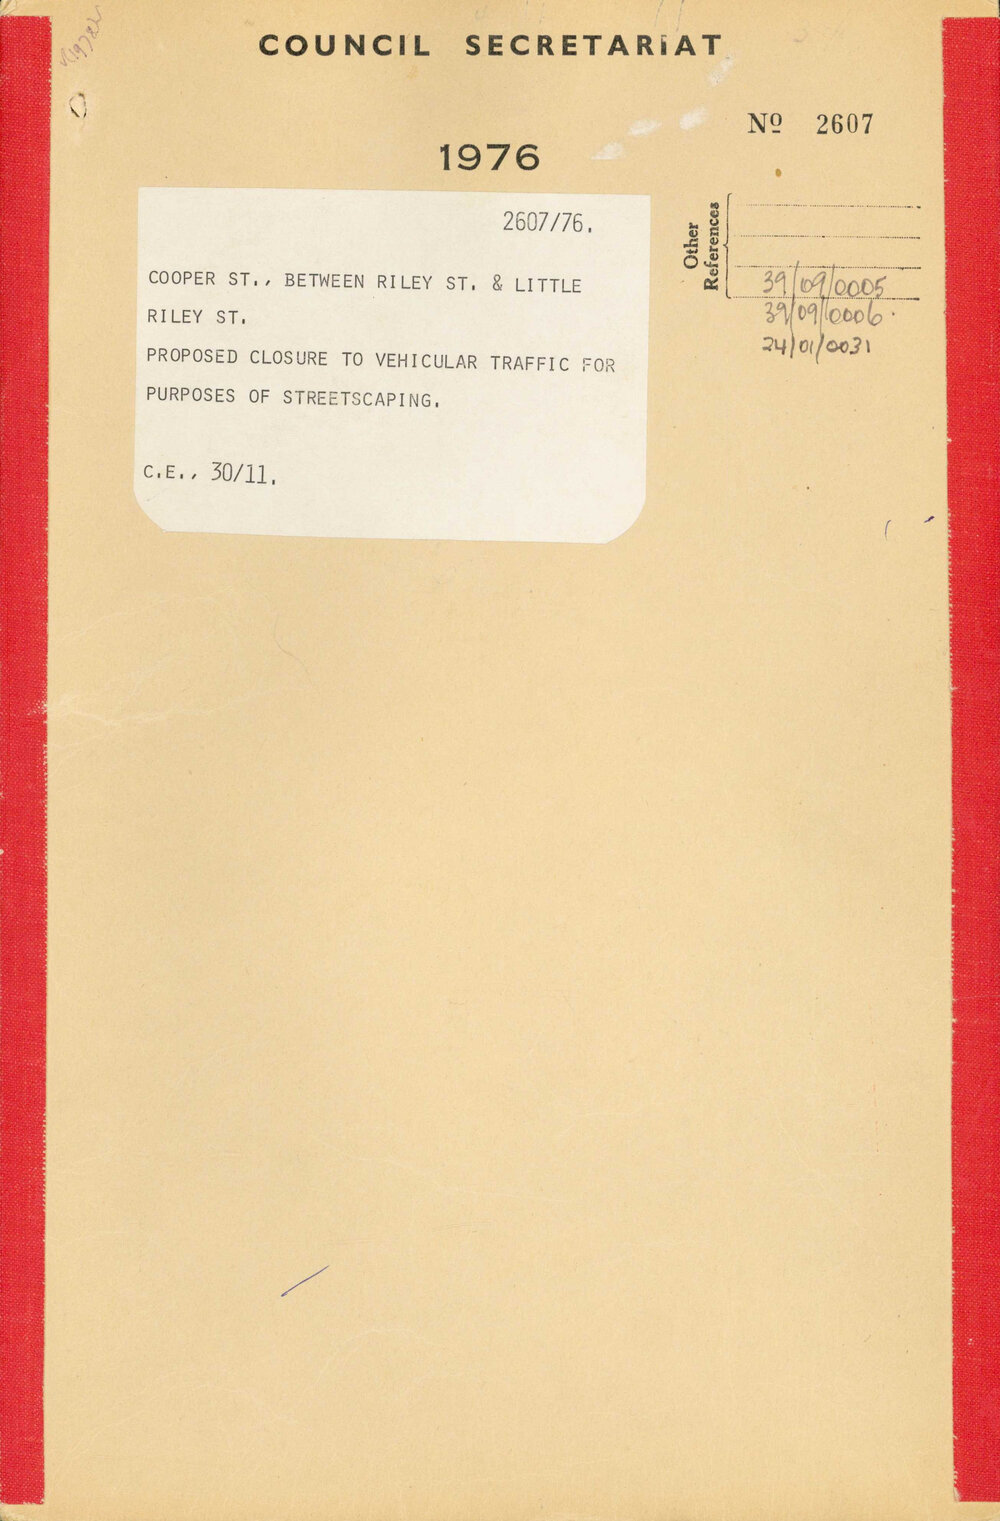 COUNCIL SECRETARIAT
Nº 2607
1976
2607/76.
COOPER ST., BETWEEN RILEY ST. & LITTLE
RILEY ST.
PROPOSED CLOSURE TO VEHICULAR TRAFFIC FOR
PURPOSES OF STREETSCAPING.
C.E., 30/11.
Other
References
39/09/0005
39/09/0006.
24/01/0031